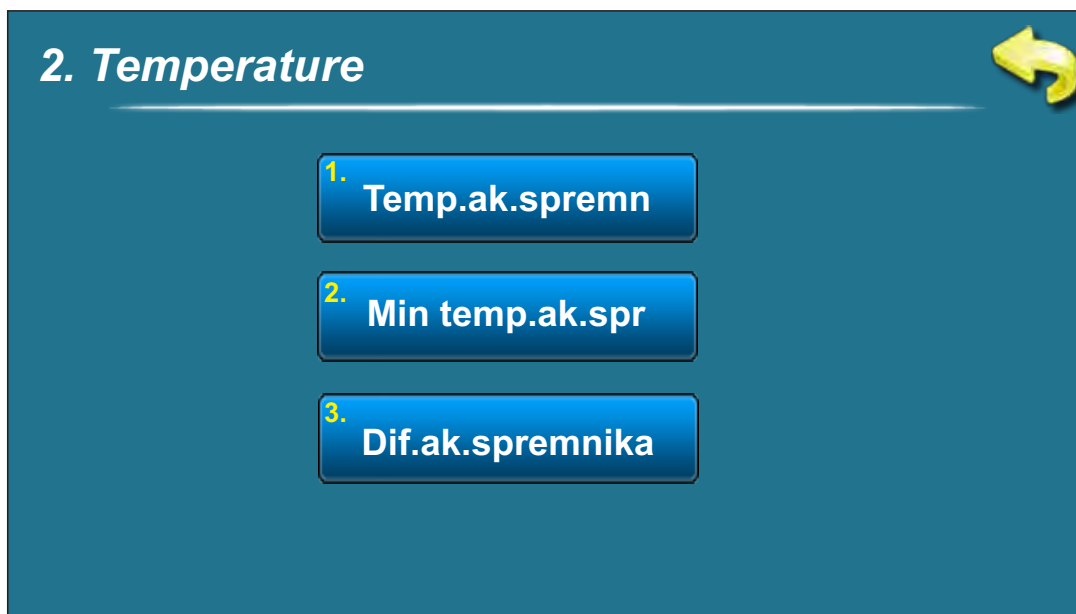 2. Temperature
1.
Temp.ak.spremn
2.
Min temp.ak.spr
3.
Dif.ak.spremnika